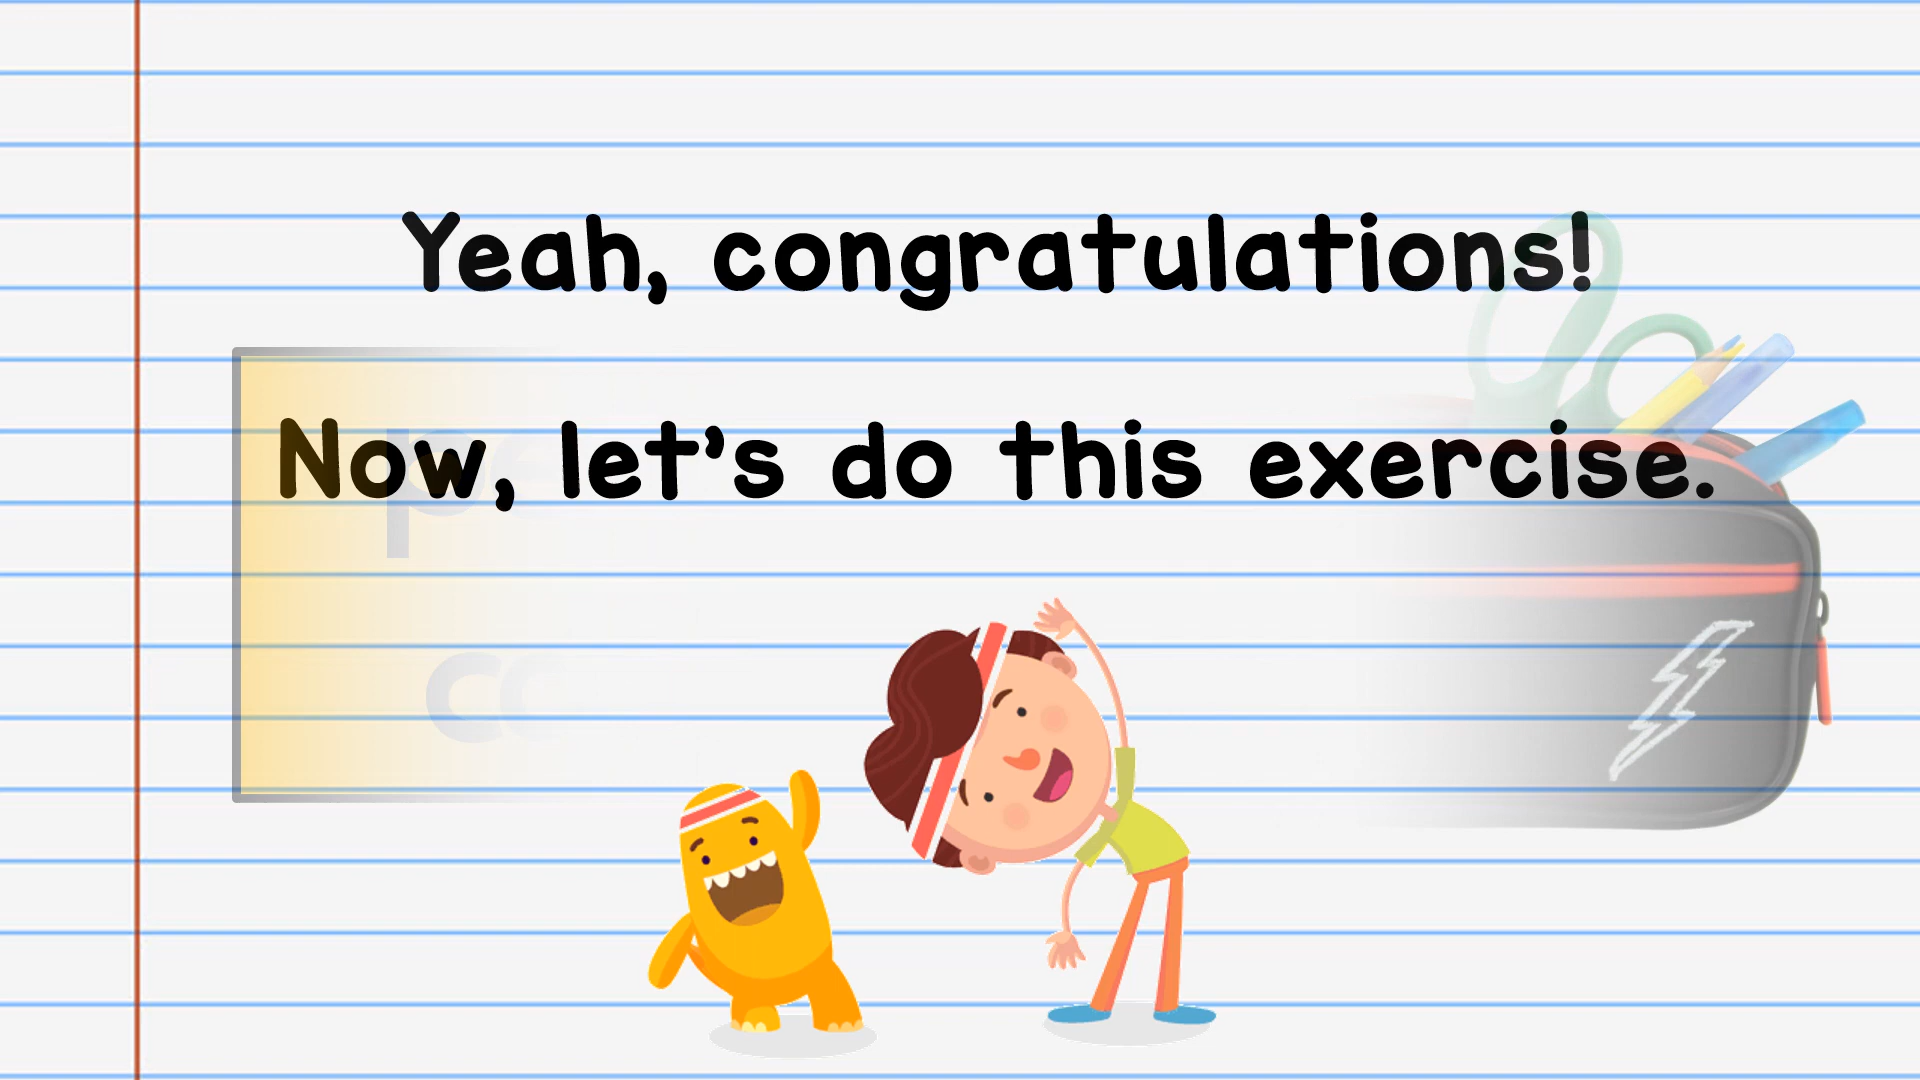 Yeah, congratulations!
Now, let's do this exercise.